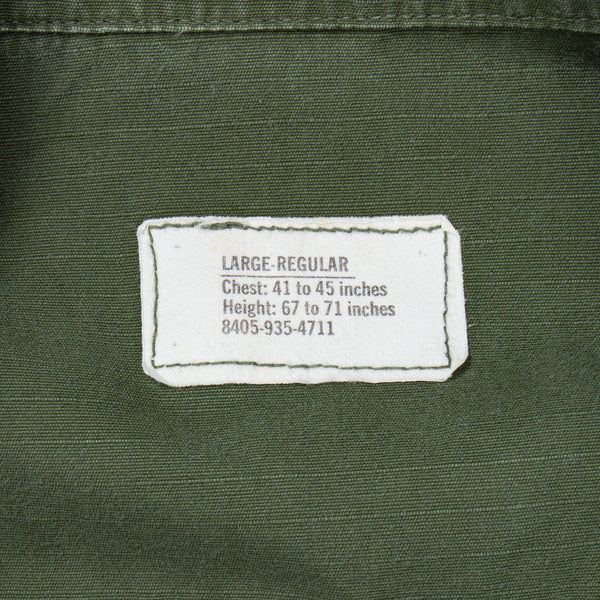 LARGE-REGULAR
Chest: 41 to 45 inches
Height: 67 to 71 inches
8405-935-4711